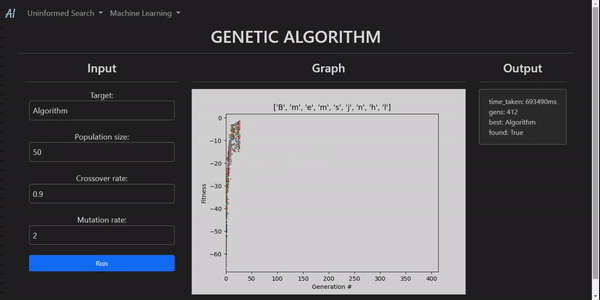 AI Uninformed Search Machine Learning
GENETIC ALGORITHM
Input
Target:
Algorithm
Population size:
50
Crossover rate:
0.9
Mutation rate:
2
Run
Graph
['B', 'm', 'e', 'm', 's', 'j', 'n', 'h', 'l']
Fitness
0
−10
−20
−30
−40
−50
−60
0 50 100 150 200 250 300 350 400
Generation #
Output
time_taken: 693490ms
gens: 412
best: Algorithm
found: True